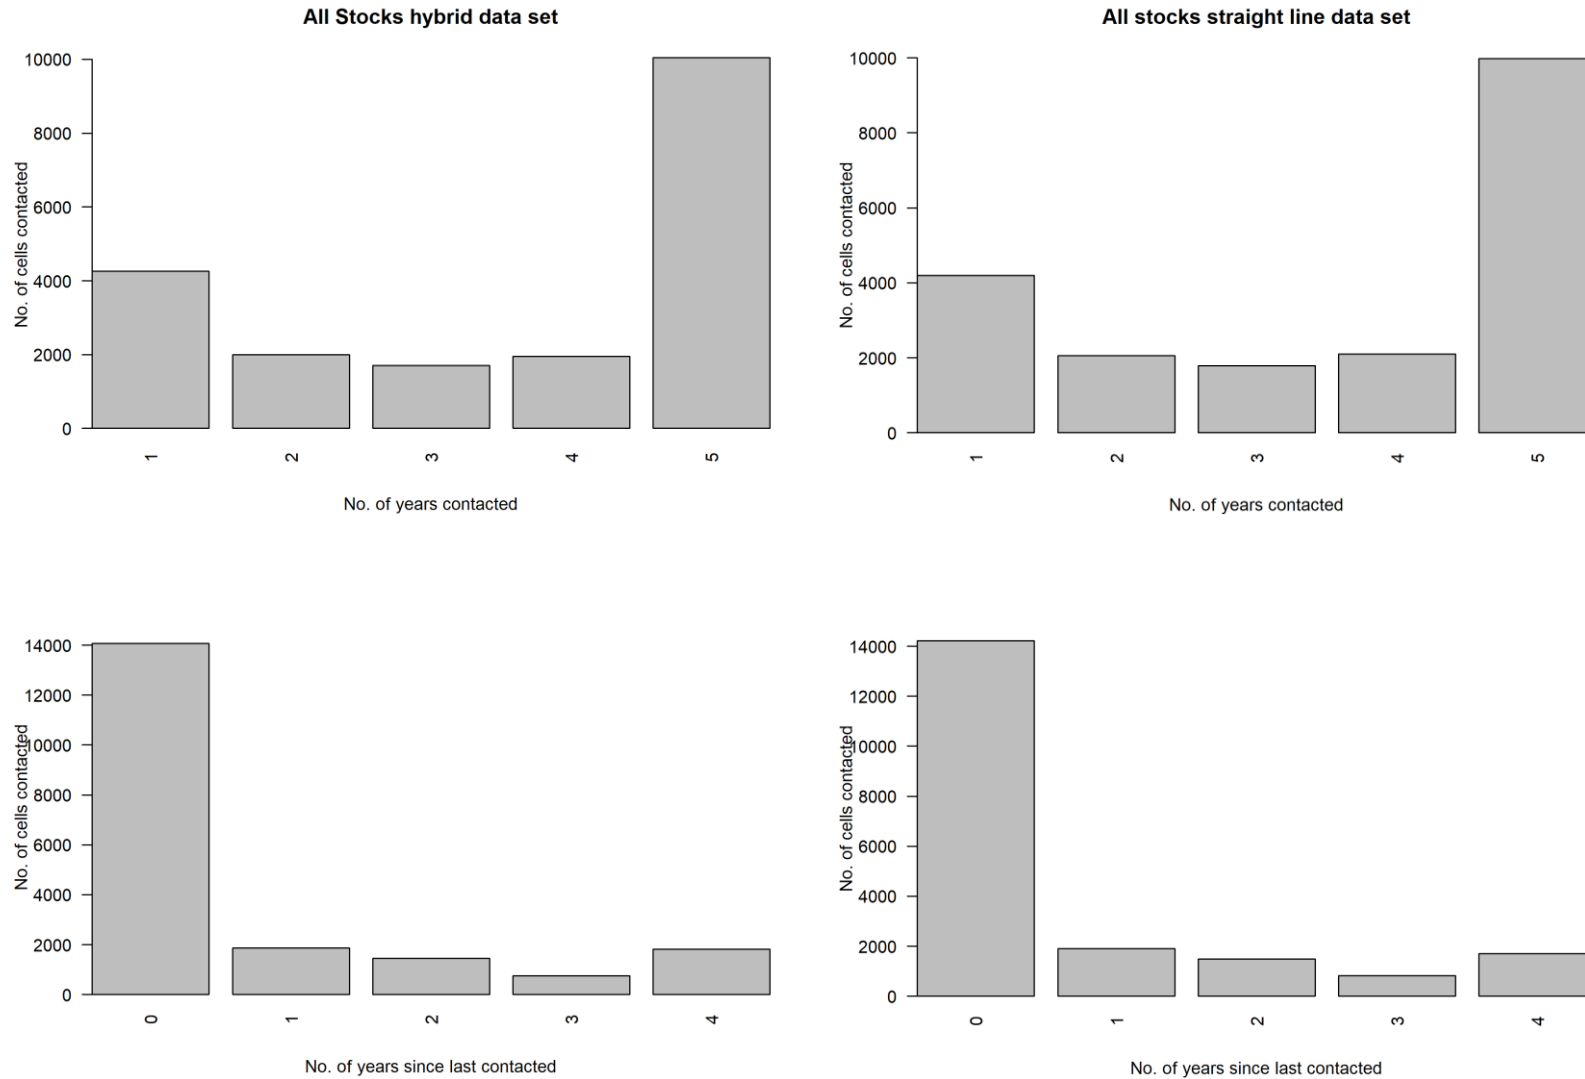 All Stocks hybrid data set
No. of cells contacted
10000
8000
6000
4000
2000
0
1 2 3 4 5
No. of years contacted
All stocks straight line data set
No. of cells contacted
10000
8000
6000
4000
2000
0
1 2 3 4 5
No. of years contacted
No. of cells contacted
14000
12000
10000
8000
6000
4000
2000
0
0 1 2 3 4
No. of years since last contacted
No. of cells contacted
14000
12000
10000
8000
6000
4000
2000
0
0 1 2 3 4
No. of years since last contacted